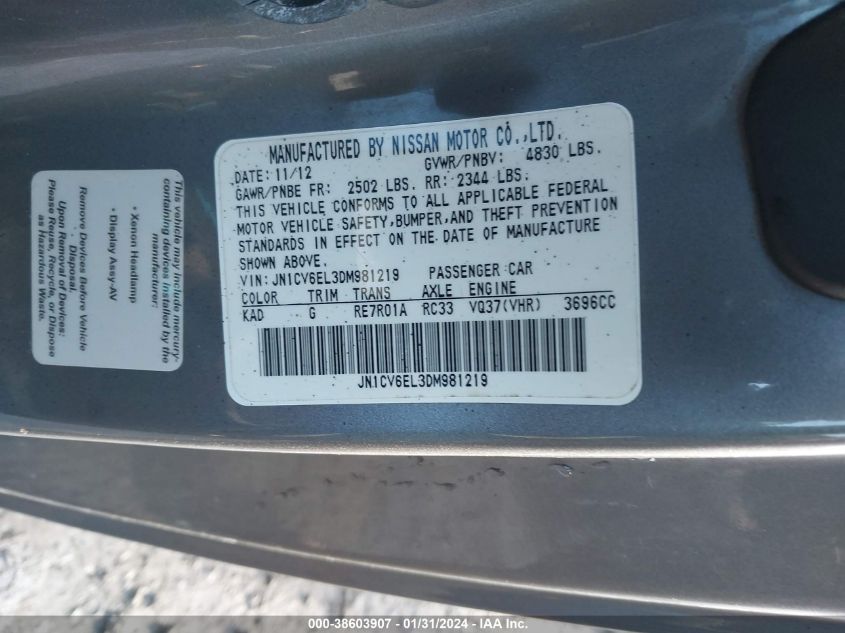 This vehicle may include mercury-
containing devices installed by the
manufacturer:
• Xenon Headlamp
• Display Assy-AV
Remove Devices Before Vehicle
Disposal.
Upon Removal of Devices:
Please Reuse, Recycle, or Dispose
as Hazardous Waste.
MANUFACTURED BY NISSAN MOTOR CO.,LTD.
DATE: 11/12 GVWR/PNBV: 4830 LBS.
GAWR/PNBE FR: 2502 LBS. RR: 2344 LBS.
THIS VEHICLE CONFORMS TO ALL APPLICABLE FEDERAL
MOTOR VEHICLE SAFETY,BUMPER,AND THEFT PREVENTION
STANDARDS IN EFFECT ON THE DATE OF MANUFACTURE
SHOWN ABOVE.
VIN: JN1CV6EL3DM981219 PASSENGER CAR
COLOR TRIM TRANS AXLE ENGINE
KAD G RE7R01A RC33 VQ37(VHR) 3696CC
JN1CV6EL3DM981219
000-38603907 - 01/31/2024 - IAA Inc.